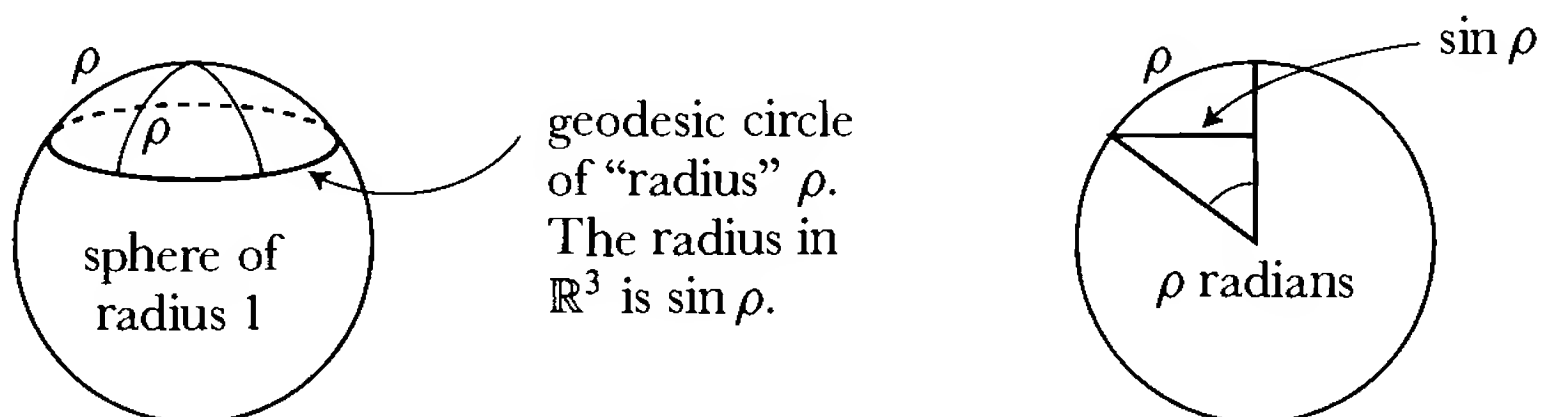 ρ
ρ
sphere of
radius 1
geodesic circle
of “radius” ρ.
The radius in
ℝ³ is sin ρ.
ρ
sin ρ
ρ radians